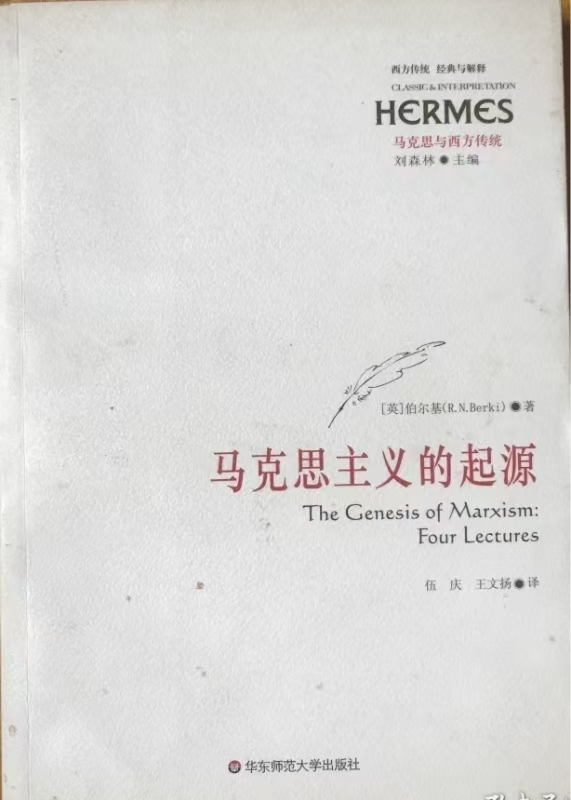 西方传统 经典与解释
CLASSIC & INTERPRETATION
HERMES
马克思与西方传统
刘森林●主编
[英]伯尔基(R.N.Berki)●著
马克思主义的起源
The Genesis of Marxism:
Four Lectures
伍庆 王文扬●译
华东师范大学出版社